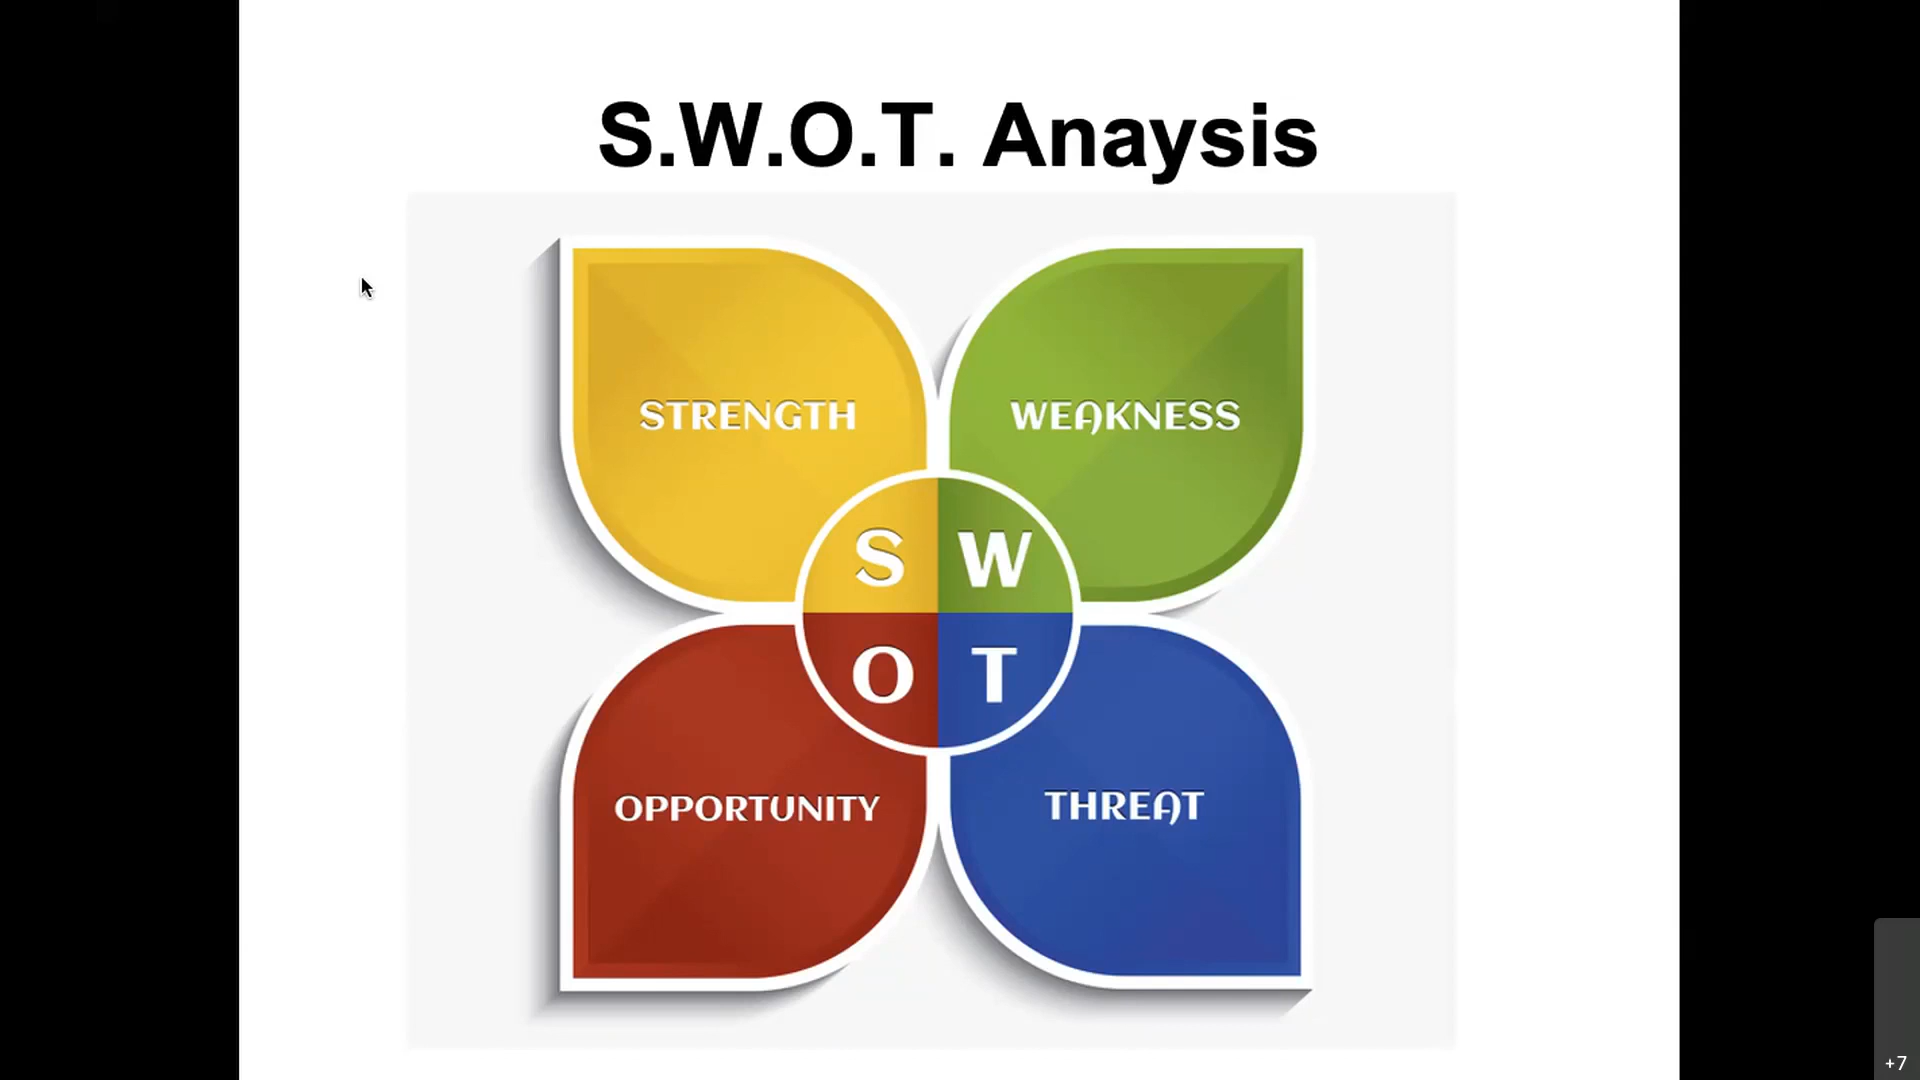 S.W.O.T. Anaysis
STRENGTH
WEAKNESS
S W
O T
OPPORTUNITY
THREAT
+7